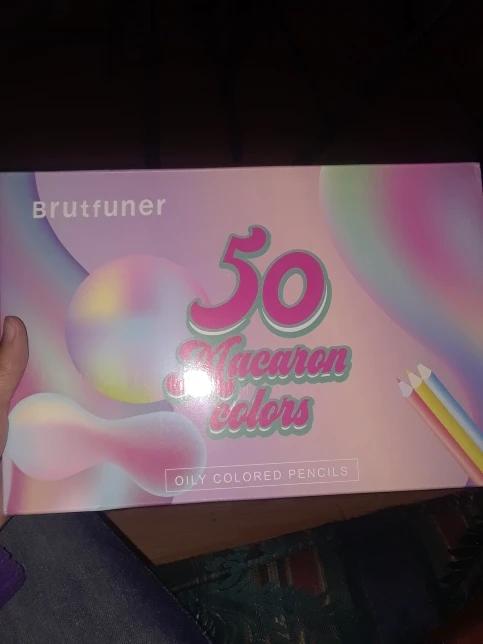 Brutfuner
50
Macaron
colors
OILY COLORED PENCILS